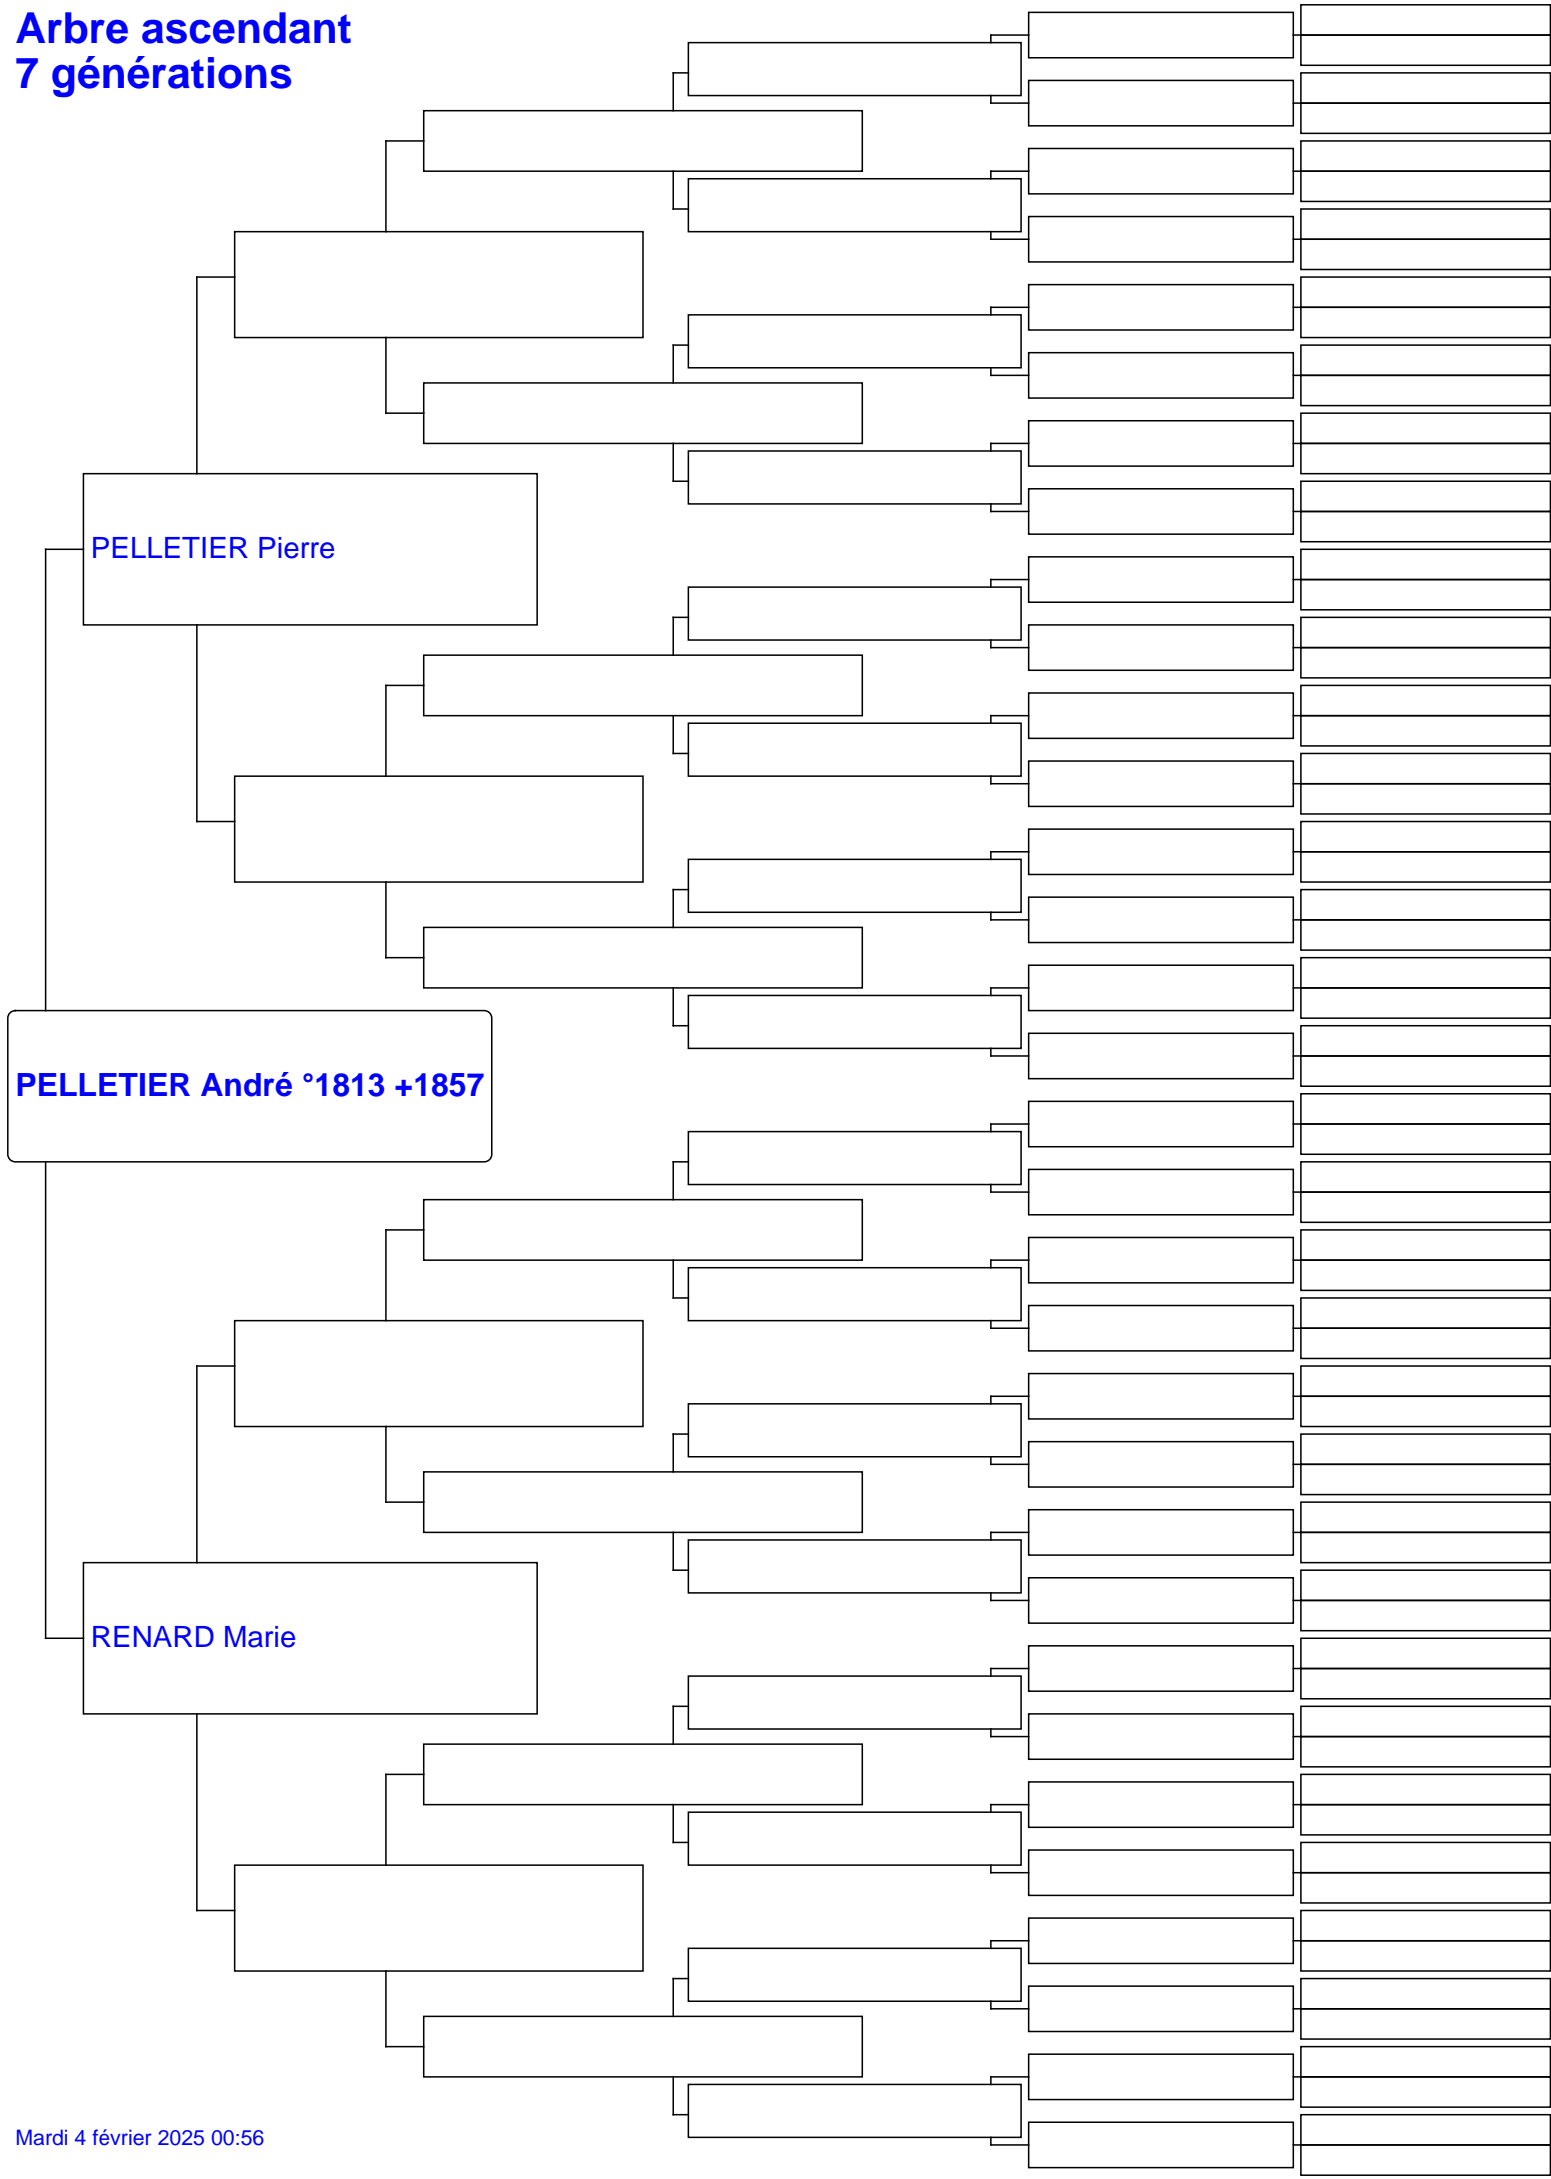 Arbre ascendant
7 générations
PELLETIER Pierre
PELLETIER André °1813 +1857
RENARD Marie
Mardi 4 février 2025 00:56